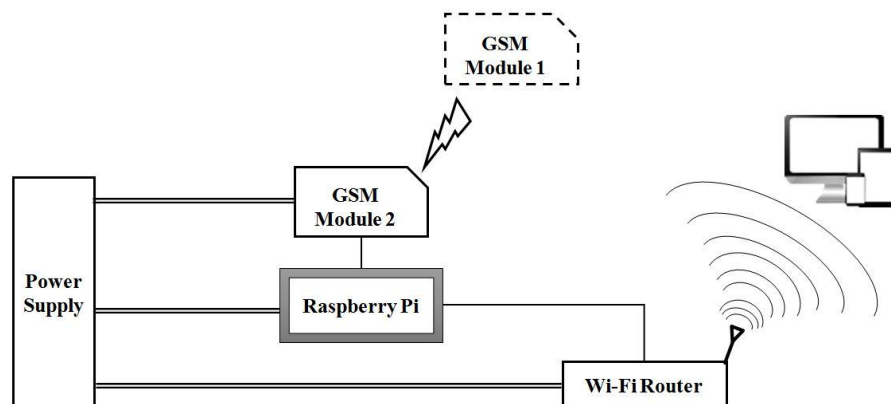 GSM
Module 1
GSM
Module 2
Power
Supply
Raspberry Pi
Wi-Fi Router